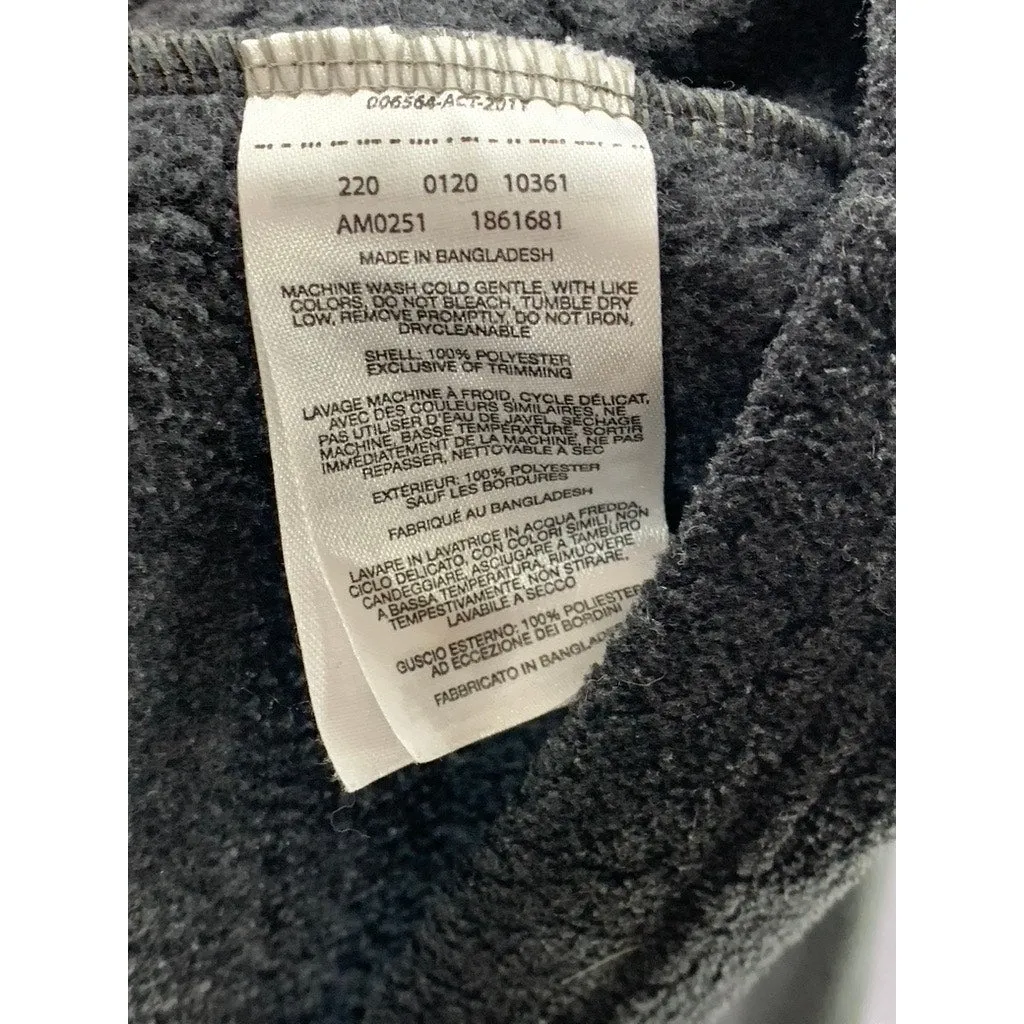 006564-ACT-2011
220 0120 10361
AM0251 1861681
MADE IN BANGLADESH
MACHINE WASH COLD GENTLE, WITH LIKE
COLORS, DO NOT BLEACH, TUMBLE DRY
LOW, REMOVE PROMPTLY, DO NOT IRON,
DRYCLEANABLE
SHELL: 100% POLYESTER
EXCLUSIVE OF TRIMMING
LAVAGE MACHINE À FROID, CYCLE DÉLICAT,
AVEC DES COULEURS SIMILAIRES, NE
PAS UTILISER D'EAU DE JAVEL, SÉCHAGE
MACHINE, BASSE TEMPÉRATURE, SORTIR
IMMÉDIATEMENT DE LA MACHINE, NE PAS
REPASSER, NETTOYABLE À SEC
EXTÉRIEUR: 100% POLYESTER
SAUF LES BORDURES
FABRIQUÉ AU BANGLADESH
LAVARE IN LAVATRICE IN ACQUA FREDDA,
CICLO DELICATO, CON COLORI SIMILI, NON
CANDEGGIARE, ASCIUGARE A TAMBURO
A BASSA TEMPERATURA, RIMUOVERE
TEMPESTIVAMENTE, NON STIRARE,
LAVABILE A SECCO
GUSCIO ESTERNO: 100% POLIESTER
AD ECCEZIONE DEI BORDINI
FABBRICATO IN